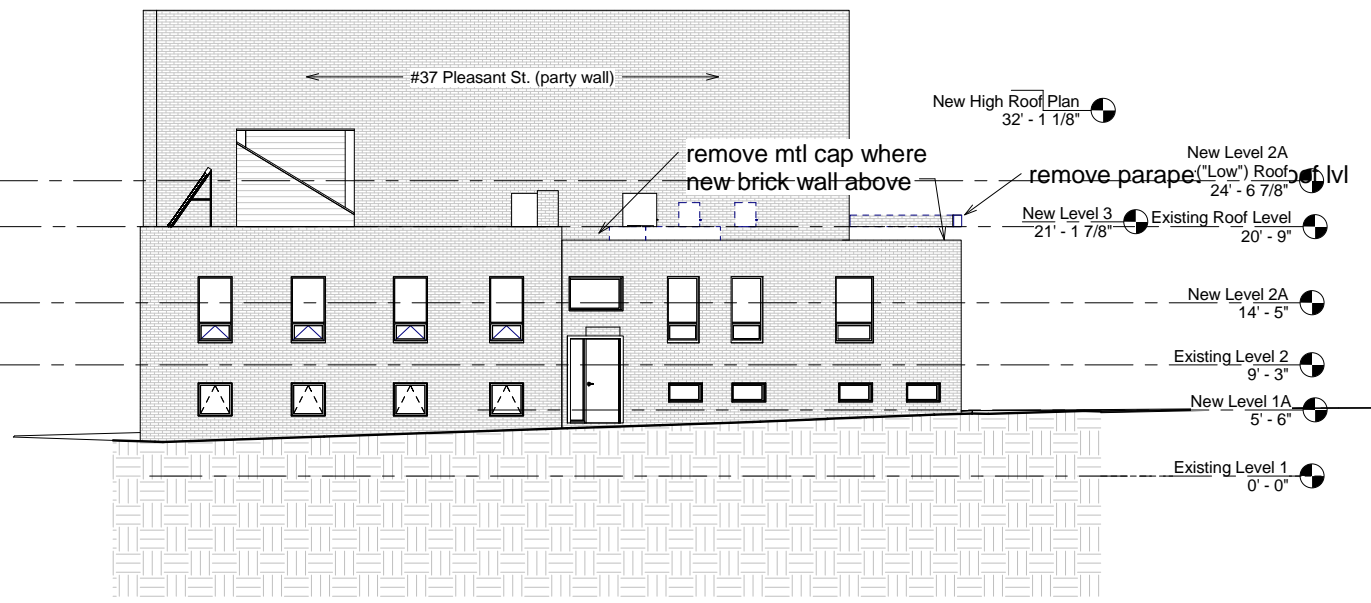 #37 Pleasant St. (party wall)
New High Roof Plan
32' - 1 1/8"
remove mtl cap where
new brick wall above
New Level 2A
("Low") Roof
24' - 6 7/8"
remove parapet lvl
New Level 3
21' - 1 7/8"
Existing Roof Level
20' - 9"
New Level 2A
14' - 5"
Existing Level 2
9' - 3"
New Level 1A
5' - 6"
Existing Level 1
0' - 0"